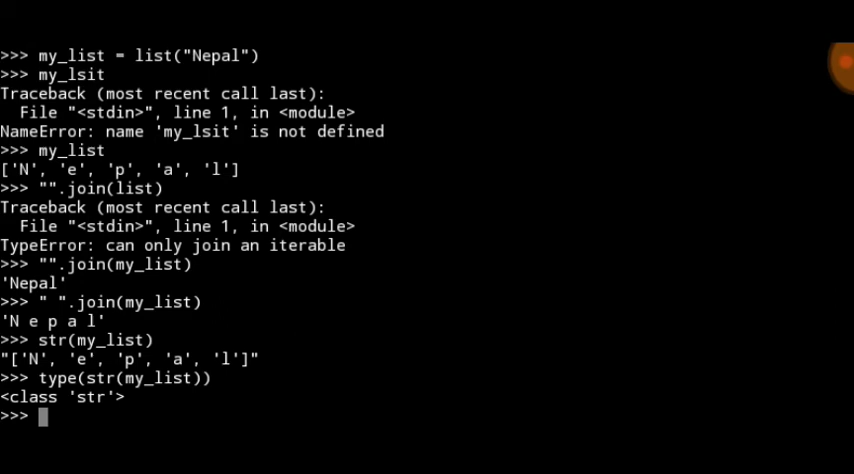 >>> my_list = list("Nepal")
>>> my_lsit
Traceback (most recent call last):
  File "<stdin>", line 1, in <module>
NameError: name 'my_lsit' is not defined
>>> my_list
['N', 'e', 'p', 'a', 'l']
>>> "".join(list)
Traceback (most recent call last):
  File "<stdin>", line 1, in <module>
TypeError: can only join an iterable
>>> "".join(my_list)
'Nepal'
>>> " ".join(my_list)
'N e p a l'
>>> str(my_list)
"['N', 'e', 'p', 'a', 'l']"
>>> type(str(my_list))
<class 'str'>
>>>